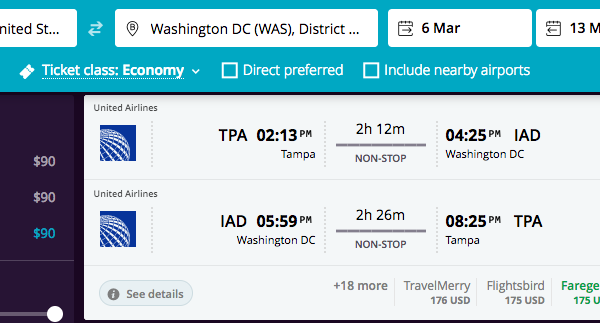 nited St...
Washington DC (WAS), District ...
6 Mar
13 M
Ticket class: Economy
Direct preferred
Include nearby airports
$90
$90
$90
United Airlines
TPA 02:13 PM
Tampa
2h 12m
NON-STOP
04:25 PM IAD
Washington DC
United Airlines
IAD 05:59 PM
Washington DC
2h 26m
NON-STOP
08:25 PM TPA
Tampa
See details
+18 more
TravelMerry
176 USD
Flightsbird
175 USD
Farege
175 U